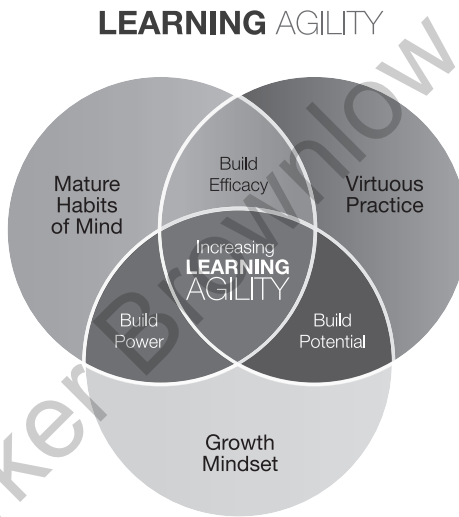 LEARNING AGILITY
Build
Efficacy
Mature
Habits
of Mind
Virtuous
Practice
Increasing
LEARNING
AGILITY
Build
Power
Build
Potential
Growth
Mindset
ker Brownlow